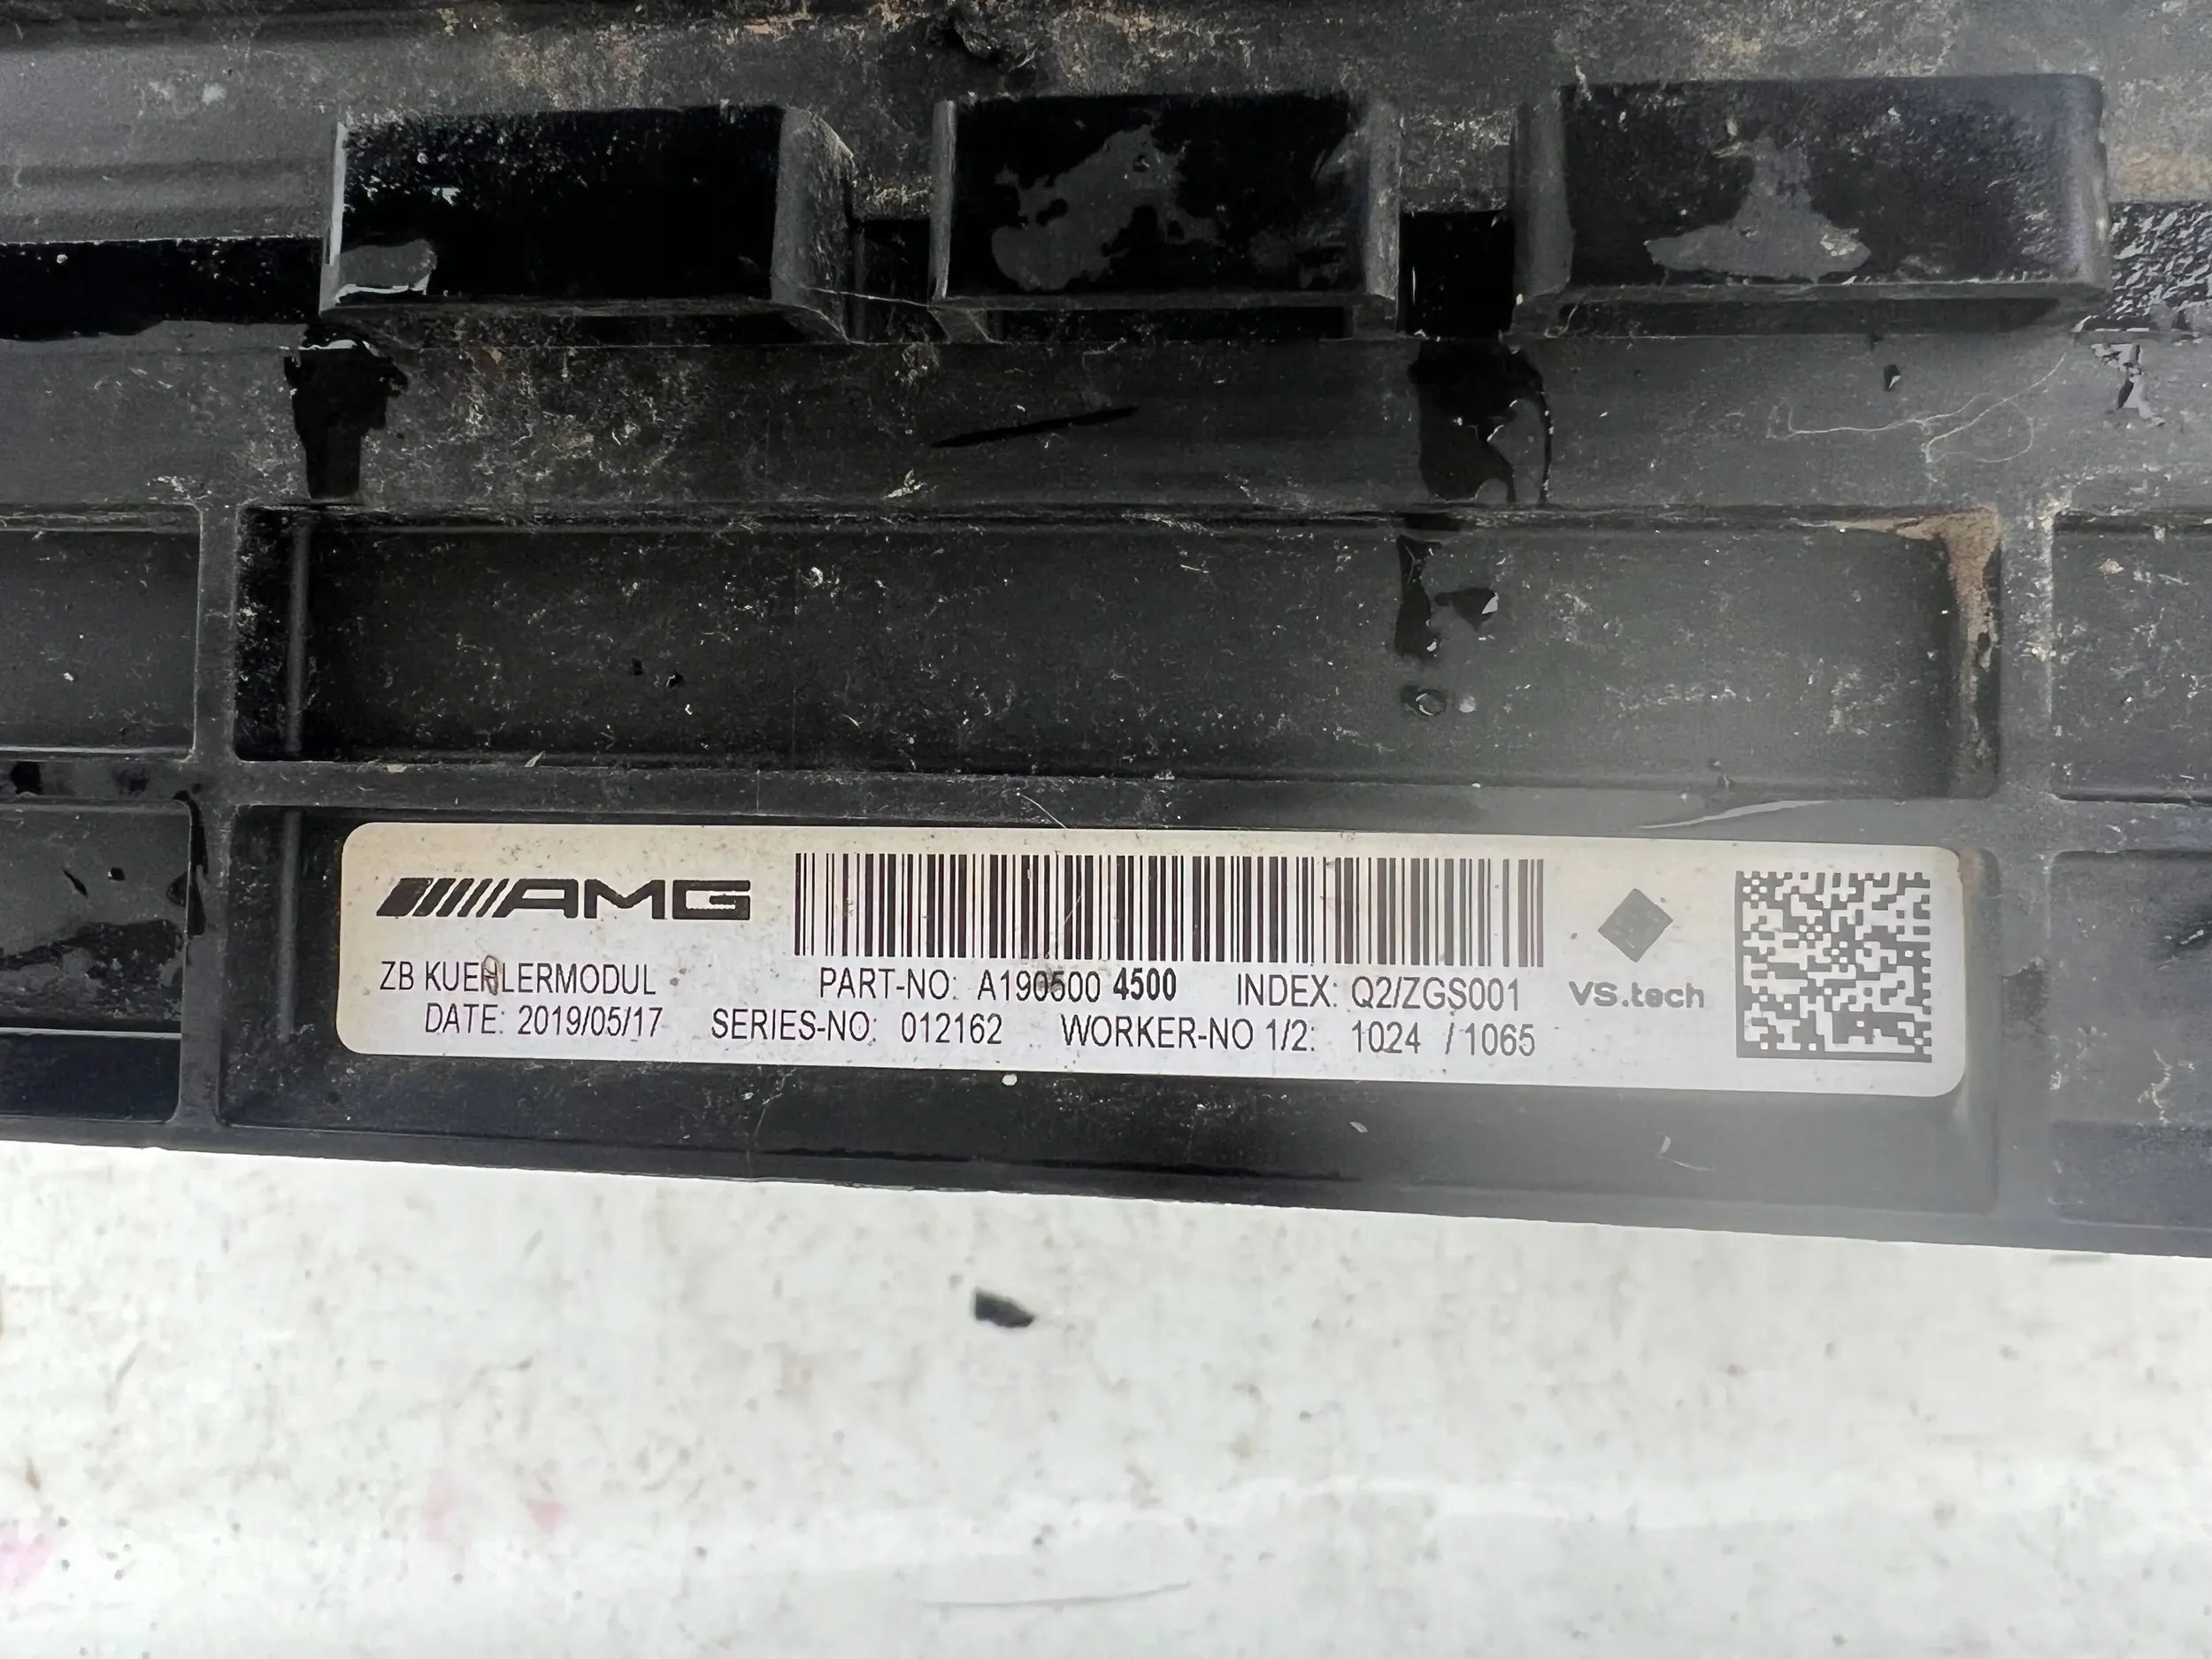 AMG
ZB KUEHLERMODUL PART-NO: A190500 4500 INDEX: Q2/ZGS001 vs.tech
DATE: 2019/05/17 SERIES-NO: 012162 WORKER-NO 1/2: 1024 / 1065